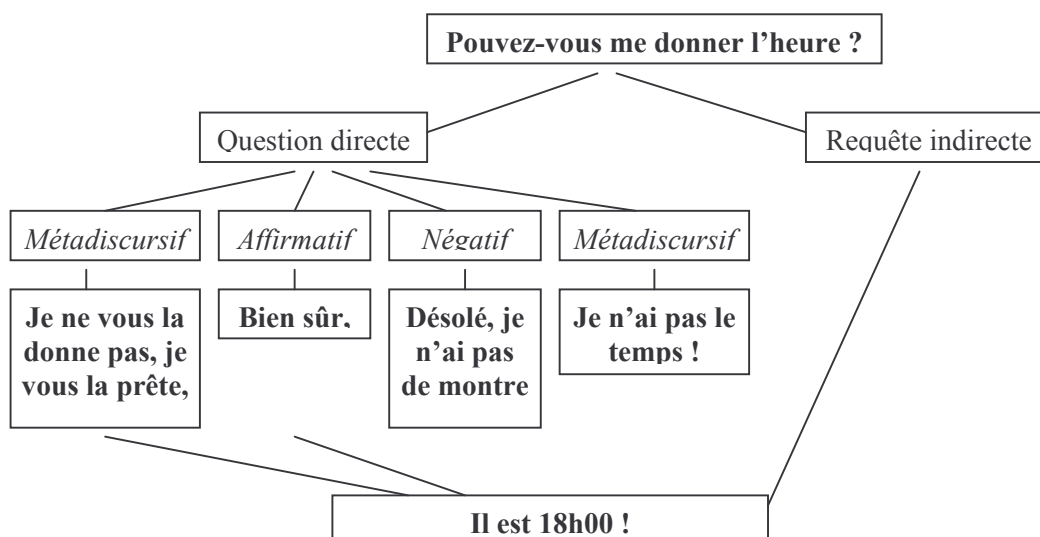 Pouvez-vous me donner l’heure ?
Question directe
Requête indirecte
Métadiscursif
Affirmatif
Négatif
Métadiscursif
Je ne vous la
donne pas, je
vous la prête,
Bien sûr,
Désolé, je
n’ai pas
de montre
Je n’ai pas le
temps !
Il est 18h00 !